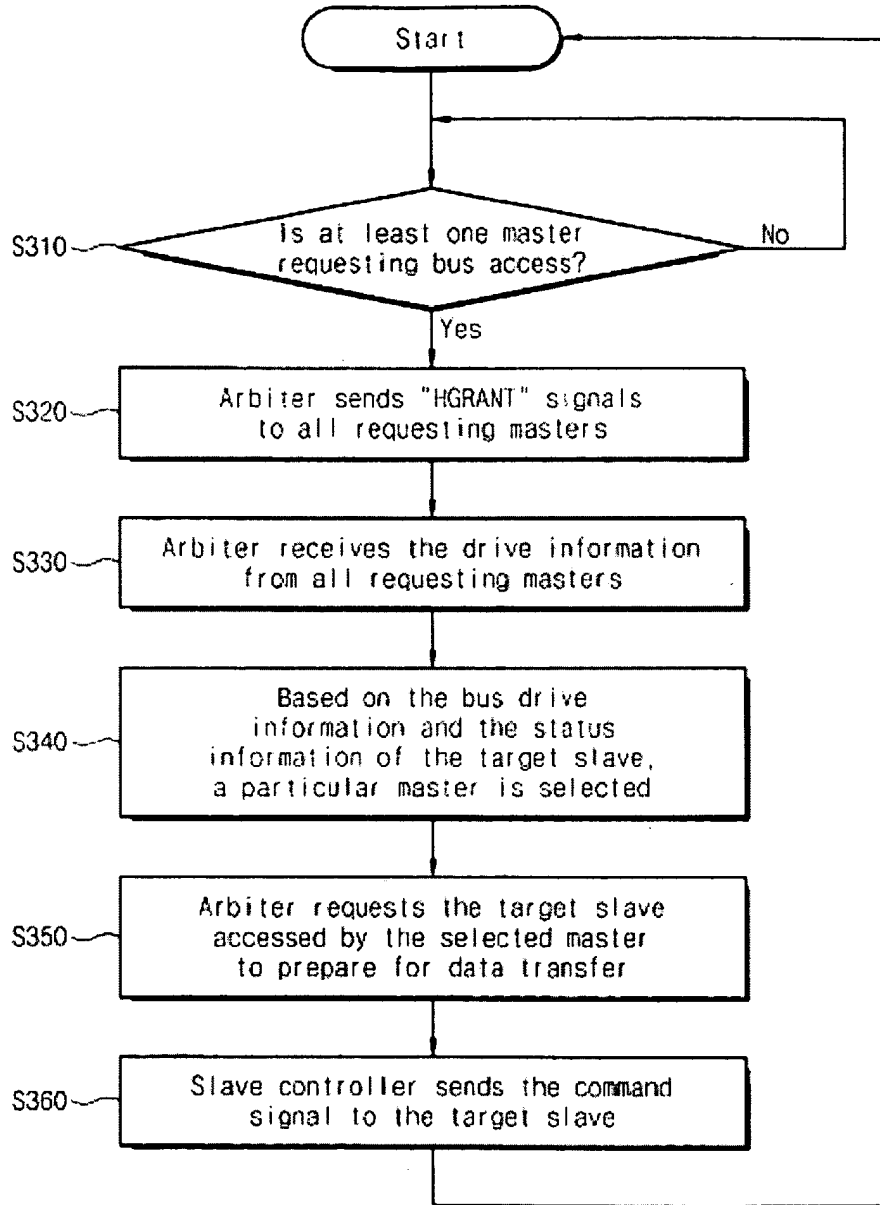 Start
S310
Is at least one master
requesting bus access?
No
Yes
S320
Arbiter sends "HGRANT" signals
to all requesting masters
S330
Arbiter receives the drive information
from all requesting masters
S340
Based on the bus drive
information and the status
information of the target slave,
a particular master is selected
S350
Arbiter requests the target slave
accessed by the selected master
to prepare for data transfer
S360
Slave controller sends the command
signal to the target slave